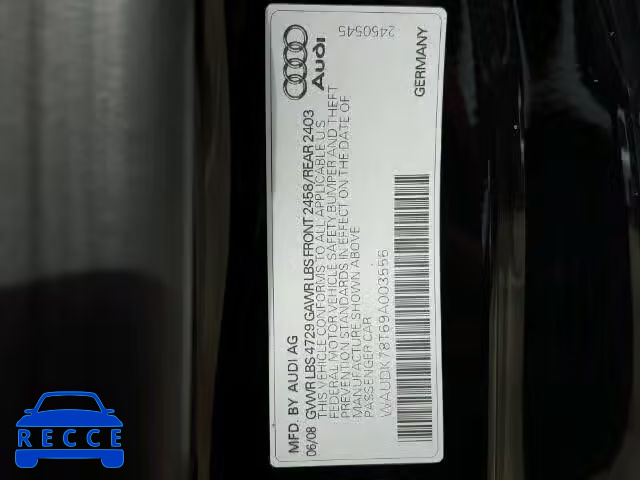 MFD. BY AUDI AG
06/08 GVWR LBS 4729 GAWR LBS FRONT 2458/REAR 2403
THIS VEHICLE CONFORMS TO ALL APPLICABLE U.S.
FEDERAL MOTOR VEHICLE SAFETY, BUMPER AND THEFT
PREVENTION STANDARDS IN EFFECT ON THE DATE OF
MANUFACTURE SHOWN ABOVE
PASSENGER CAR
WAUDK78T69A003556
Audi
2450545
GERMANY
RECCE